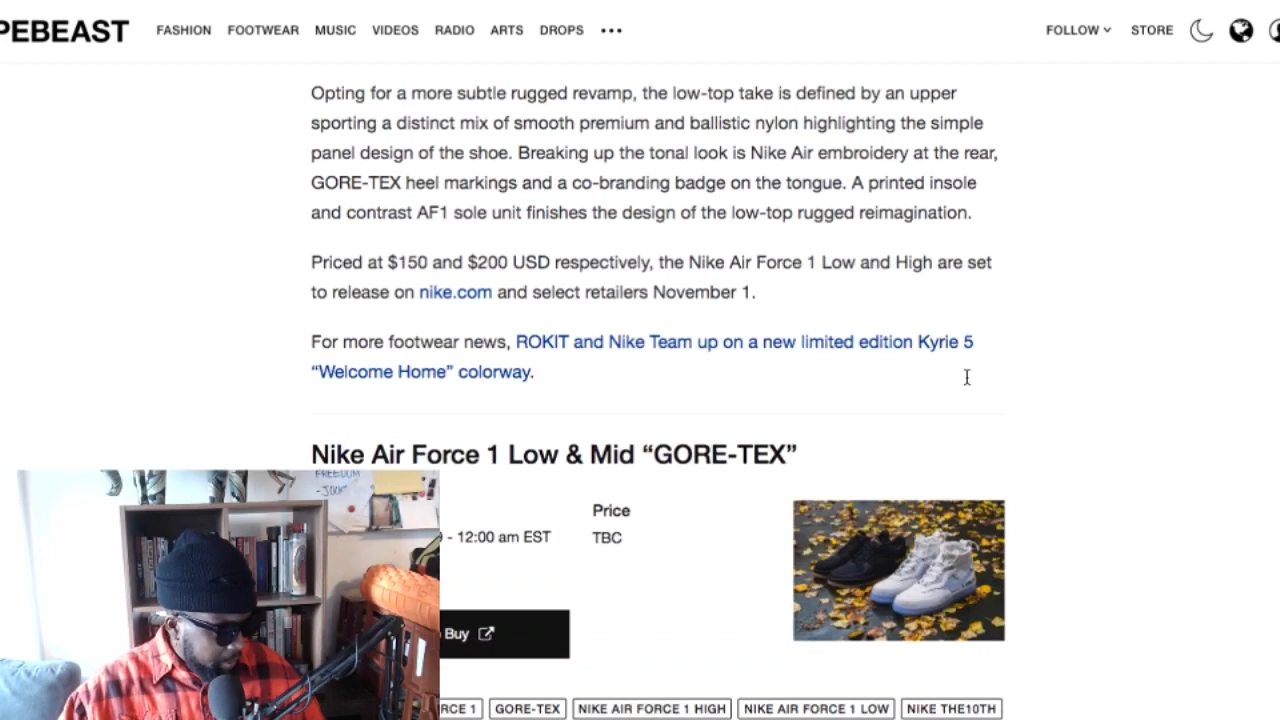 PEBEAST FASHION FOOTWEAR MUSIC VIDEOS RADIO ARTS DROPS ••• FOLLOW STORE
Opting for a more subtle rugged revamp, the low-top take is defined by an upper
sporting a distinct mix of smooth premium and ballistic nylon highlighting the simple
panel design of the shoe. Breaking up the tonal look is Nike Air embroidery at the rear,
GORE-TEX heel markings and a co-branding badge on the tongue. A printed insole
and contrast AF1 sole unit finishes the design of the low-top rugged reimagination.
Priced at $150 and $200 USD respectively, the Nike Air Force 1 Low and High are set
to release on nike.com and select retailers November 1.
For more footwear news, ROKIT and Nike Team up on a new limited edition Kyrie 5
“Welcome Home” colorway.
Nike Air Force 1 Low & Mid “GORE-TEX”
FREEDOM
Price
- 12:00 am EST
TBC
Buy
RCE 1 GORE-TEX NIKE AIR FORCE 1 HIGH NIKE AIR FORCE 1 LOW NIKE THE10TH